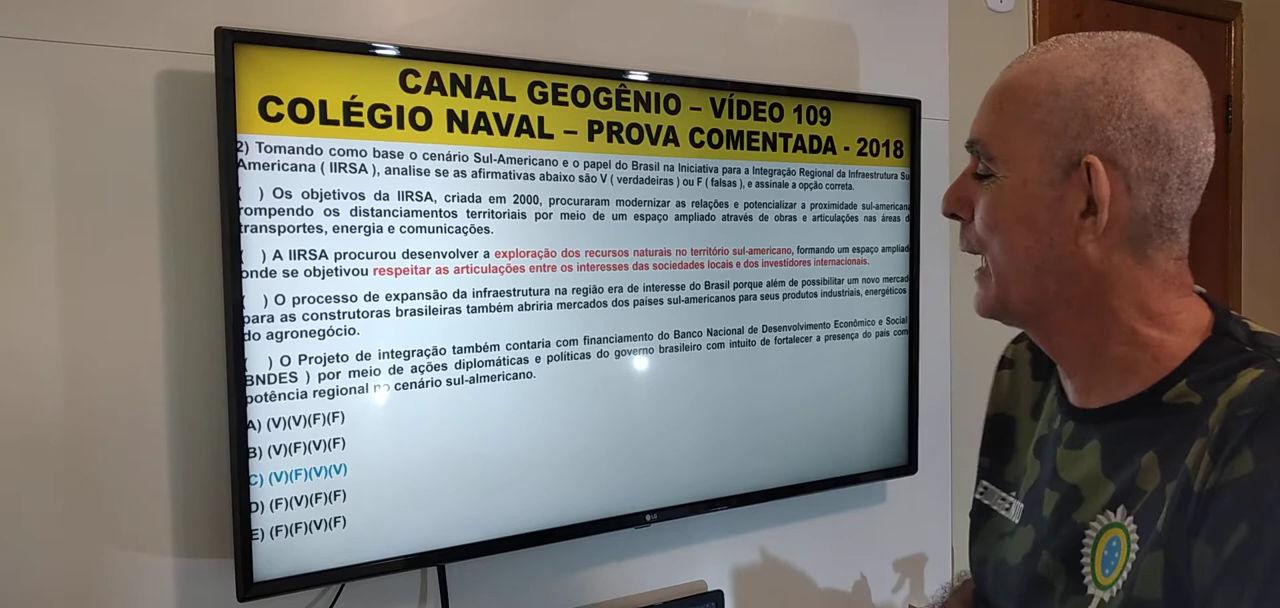 CANAL GEOGÊNIO – VÍDEO 109
COLÉGIO NAVAL – PROVA COMENTADA - 2018
2) Tomando como base o cenário Sul-Americano e o papel do Brasil na Iniciativa para a Integração Regional da Infraestrutura Su
Americana ( IIRSA ), analise se as afirmativas abaixo são V ( verdadeiras ) ou F ( falsas ), e assinale a opção correta.
( ) Os objetivos da IIRSA, criada em 2000, procuraram modernizar as relações e potencializar a proximidade sul-americana
rompendo os distanciamentos territoriais por meio de um espaço ampliado através de obras e articulações nas áreas d
transportes, energia e comunicações.
( ) A IIRSA procurou desenvolver a exploração dos recursos naturais no território sul-americano, formando um espaço ampliad
onde se objetivou respeitar as articulações entre os interesses das sociedades locais e dos investidores internacionais.
( ) O processo de expansão da infraestrutura na região era de interesse do Brasil porque além de possibilitar um novo mercad
para as construtoras brasileiras também abriria mercados dos países sul-americanos para seus produtos industriais, energéticos
do agronegócio.
( ) O Projeto de integração também contaria com financiamento do Banco Nacional de Desenvolvimento Econômico e Social
BNDES ) por meio de ações diplomáticas e políticas do governo brasileiro com intuito de fortalecer a presença do país com
potência regional no cenário sul-almericano.
A) (V)(V)(F)(F)
B) (V)(F)(V)(F)
C) (V)(F)(V)(V)
D) (F)(V)(F)(F)
E) (F)(F)(V)(F)
LG